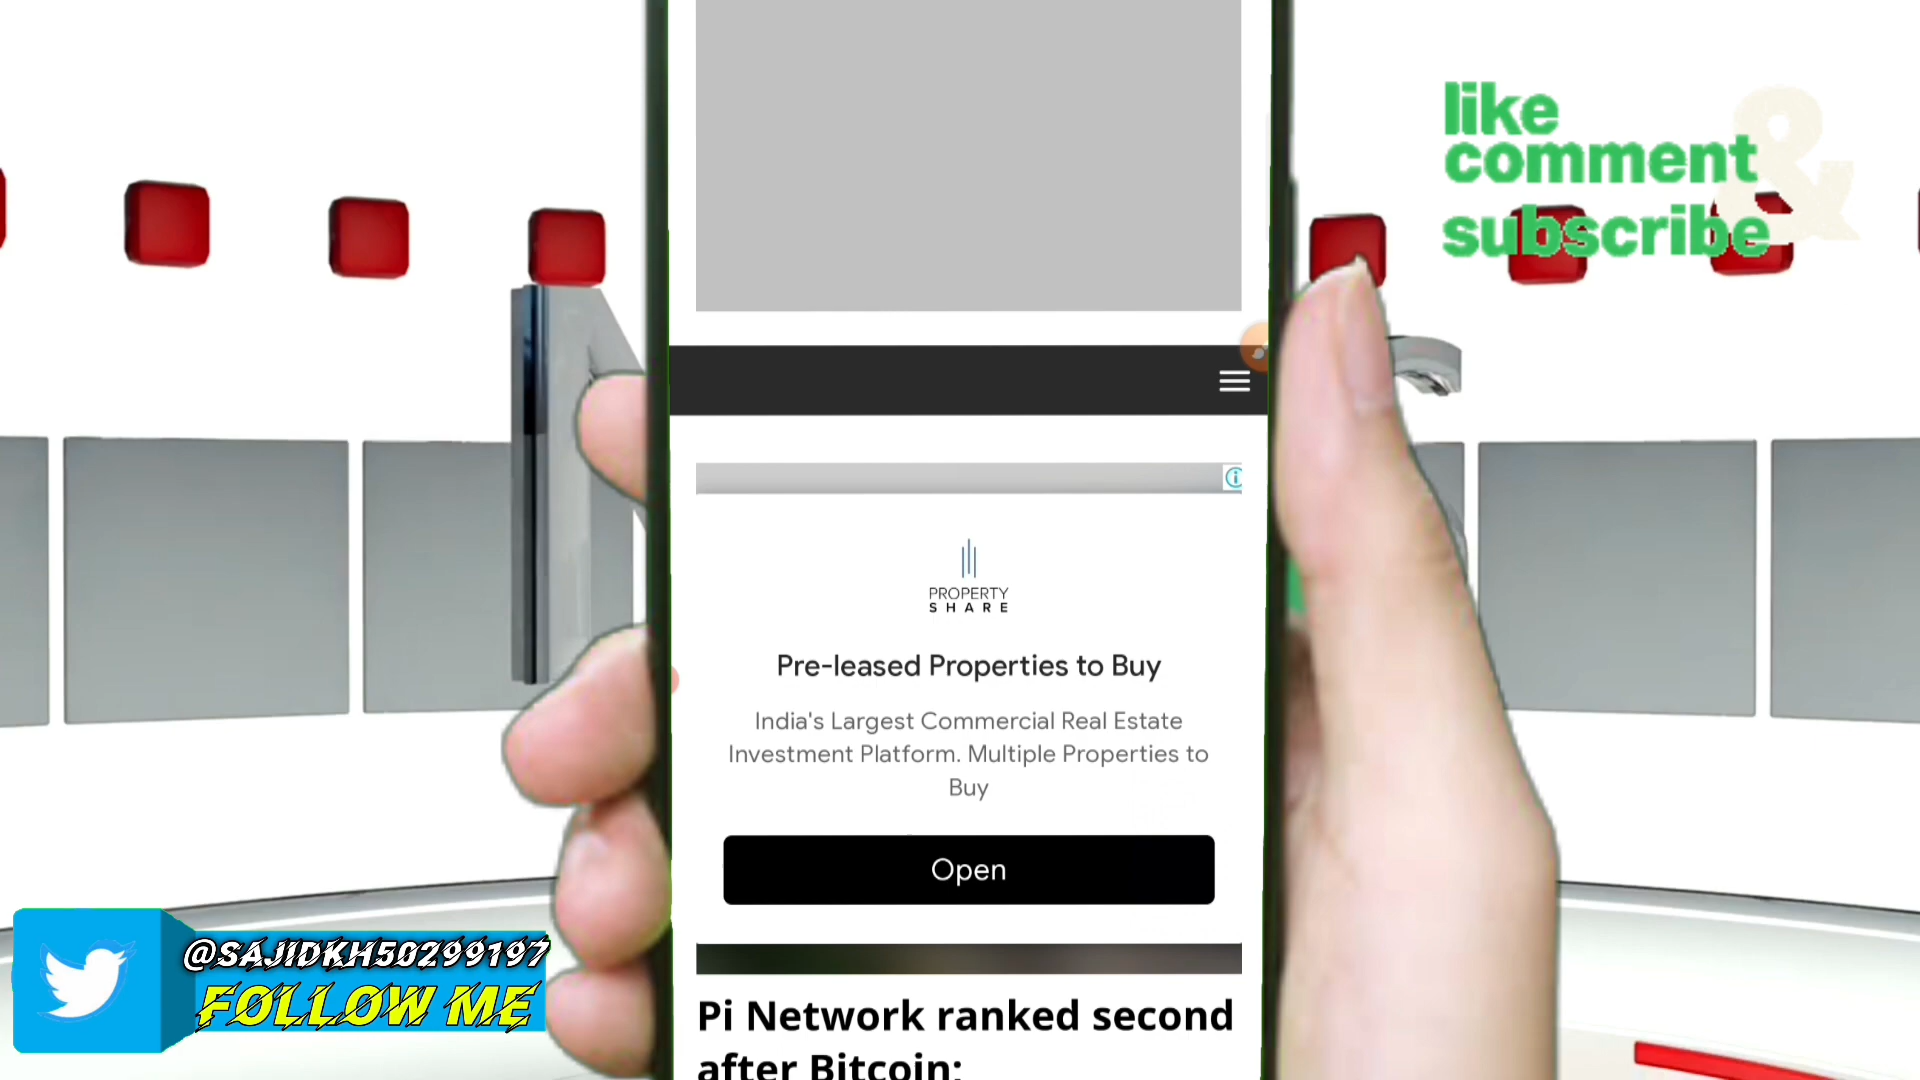 like
comment
&
subscribe
PROPERTY
SHARE
Pre-leased Properties to Buy
India's Largest Commercial Real Estate
Investment Platform. Multiple Properties to
Buy
Open
@SAJIDKH50299197
FOLLOW ME
Pi Network ranked second
after Bitcoin: